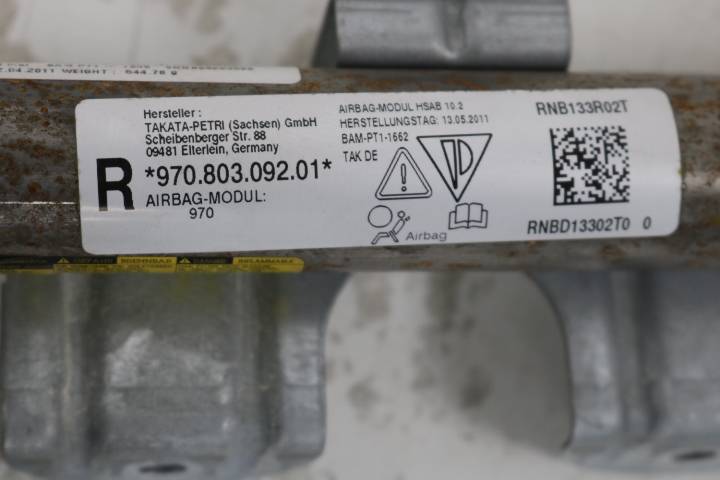 2.04.2011 WEIGHT : 644.76 g
Hersteller :
TAKATA-PETRI (Sachsen) GmbH
Scheibenberger Str. 88
09481 Elterlein, Germany
R *970.803.092.01*
AIRBAG-MODUL:
970
AIRBAG-MODUL HSAB 10.2
HERSTELLUNGSTAG: 13.05.2011
BAM-PT1-1662
TAK DE
Airbag
RNB133R02T
RNBD13302T0 0